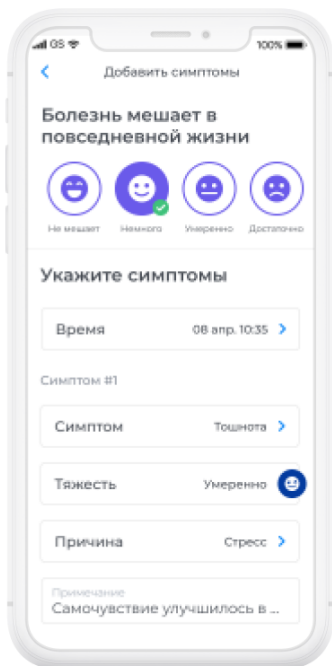 GS 100%
Добавить симптомы
Болезнь мешает в
повседневной жизни
Не мешает Немного Умеренно Достаточно
Укажите симптомы
Время 08 апр. 10:35
Симптом #1
Симптом Тошнота
Тяжесть Умеренно
Причина Стресс
Примечание
Самочувствие улучшилось в ...